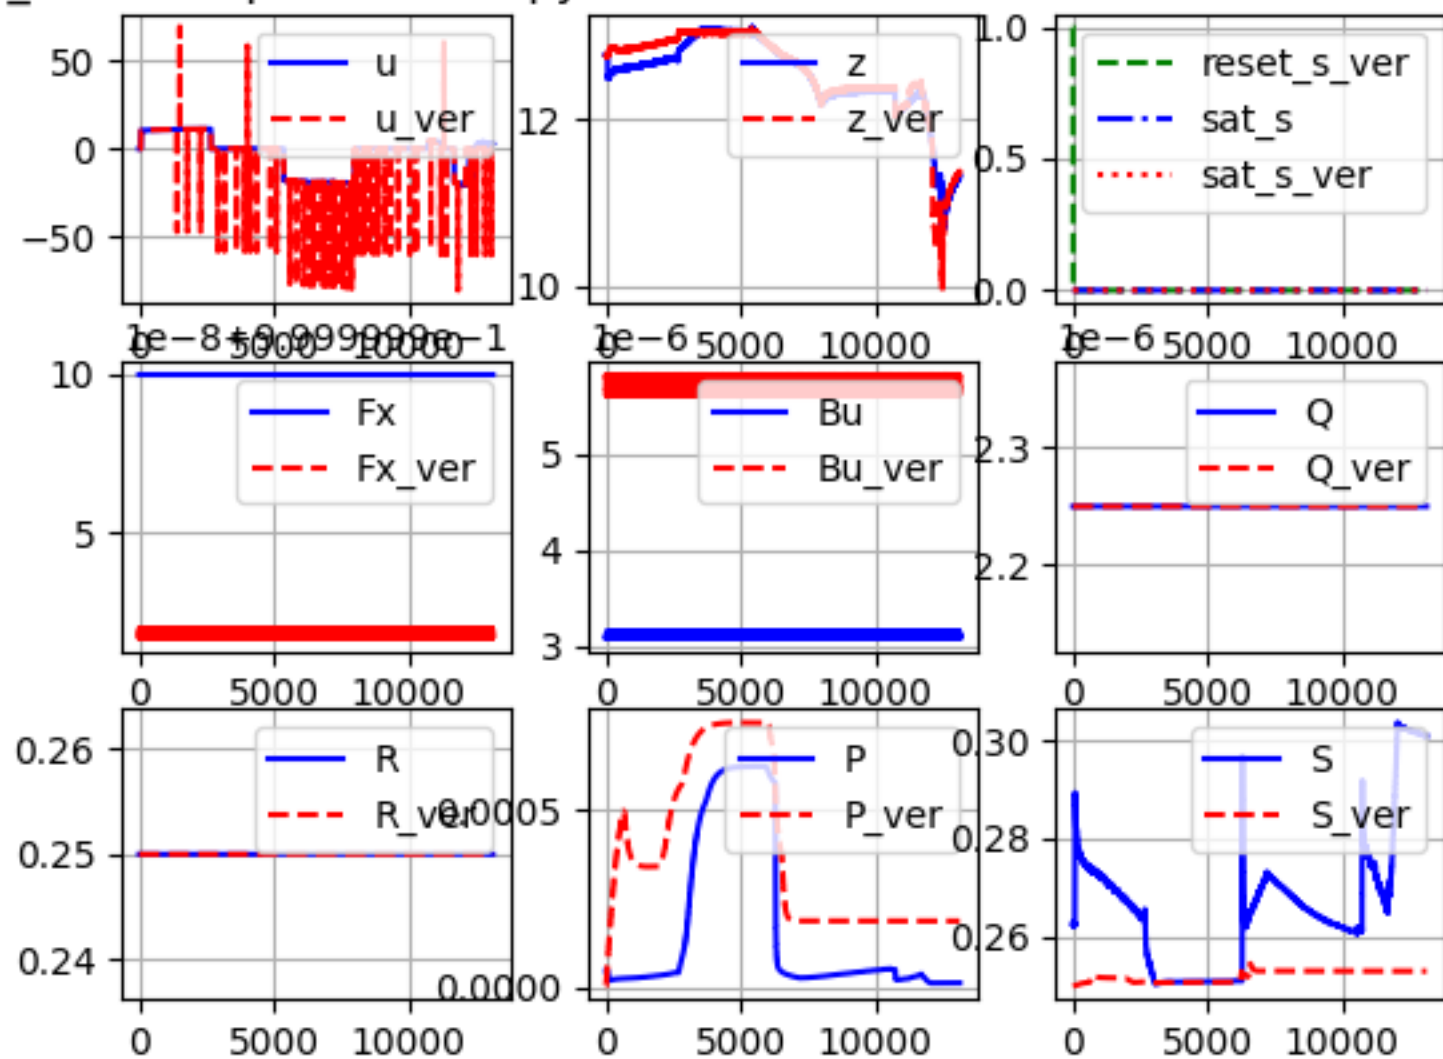 50
0
−50
u
u_ver
0
5000
10000
12
10
z
z_ver
0
5000
10000
1.0
0.5
0.0
reset_s_ver
sat_s
sat_s_ver
0
5000
10000
1e−8+9.999999e−1
10
5
Fx
Fx_ver
0
5000
10000
1e−6
5
4
3
Bu
Bu_ver
0
5000
10000
1e−6
2.3
2.2
Q
Q_ver
0
5000
10000
0.26
0.25
0.24
R
R_ver
0
5000
10000
0.0005
0.0000
P
P_ver
0
5000
10000
0.30
0.28
0.26
S
S_ver
0
5000
10000